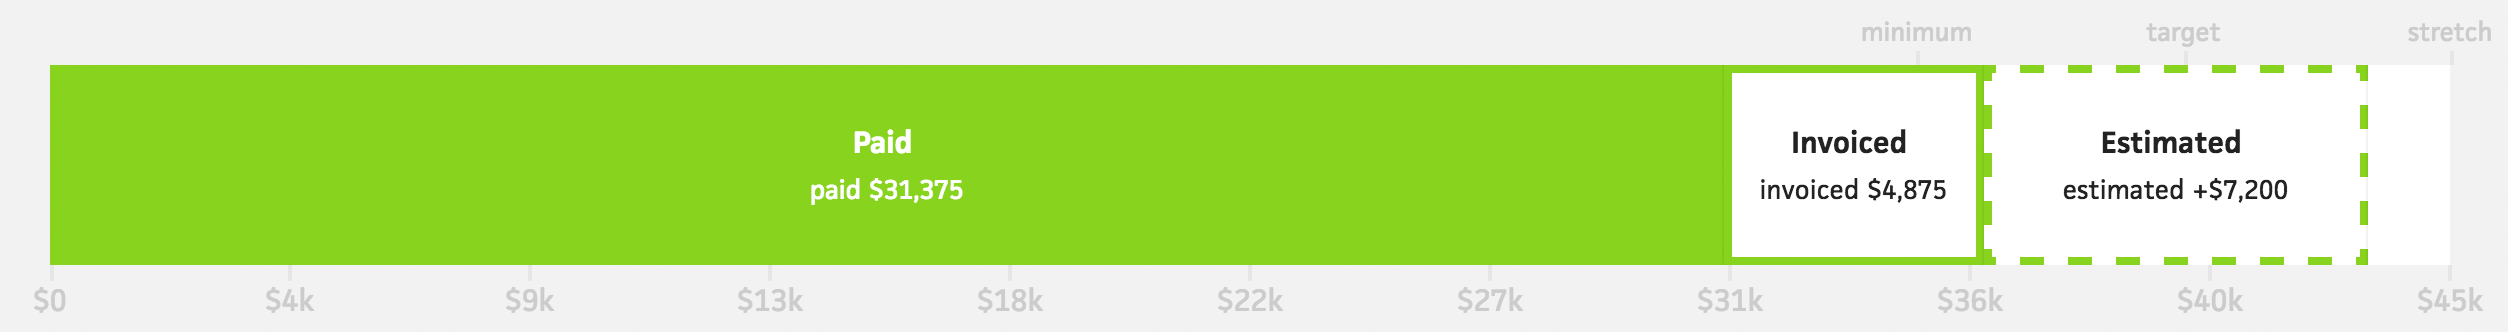 minimum target stretch
Paid Invoiced Estimated
paid $31,375 invoiced $4,875 estimated +$7,200
$0 $4k $9k $13k $18k $22k $27k $31k $36k $40k $45k